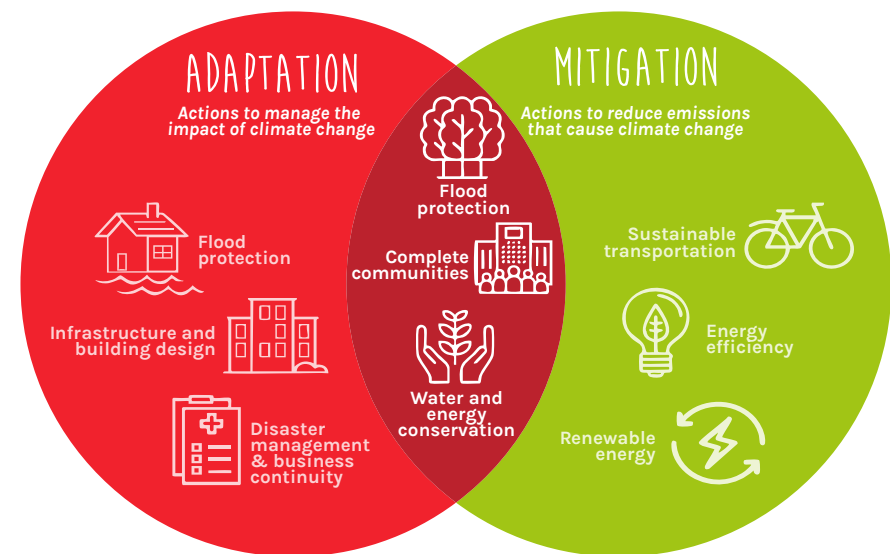 ADAPTATION
Actions to manage the
impact of climate change
Flood
protection
Infrastructure and
building design
Disaster
management
& business
continuity
Flood
protection
Complete
communities
Water and
energy
conservation
MITIGATION
Actions to reduce emissions
that cause climate change
Sustainable
transportation
Energy
efficiency
Renewable
energy